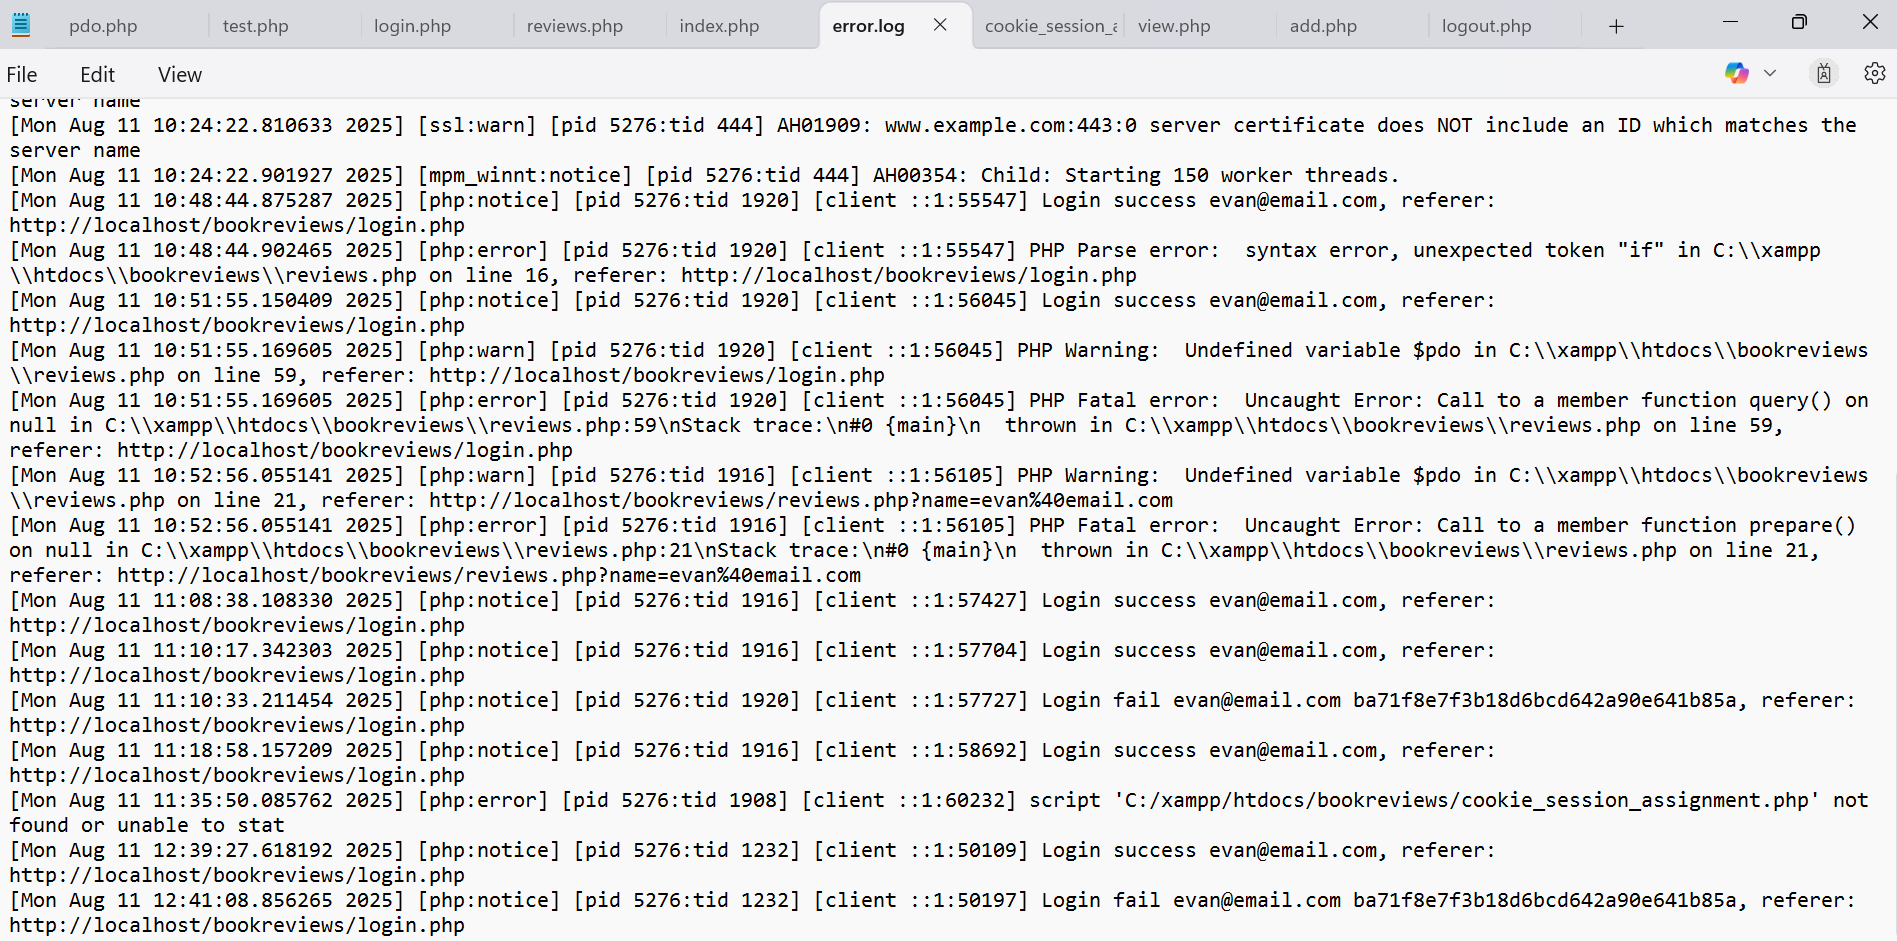 pdo.php test.php login.php reviews.php index.php error.log cookie_session_a view.php add.php logout.php
File Edit View
server name
[Mon Aug 11 10:24:22.810633 2025] [ssl:warn] [pid 5276:tid 444] AH01909: www.example.com:443:0 server certificate does NOT include an ID which matches the
server name
[Mon Aug 11 10:24:22.901927 2025] [mpm_winnt:notice] [pid 5276:tid 444] AH00354: Child: Starting 150 worker threads.
[Mon Aug 11 10:48:44.875287 2025] [php:notice] [pid 5276:tid 1920] [client ::1:55547] Login success evan@email.com, referer:
http://localhost/bookreviews/login.php
[Mon Aug 11 10:48:44.902465 2025] [php:error] [pid 5276:tid 1920] [client ::1:55547] PHP Parse error:  syntax error, unexpected token "if" in C:\\xampp
\\htdocs\\bookreviews\\reviews.php on line 16, referer: http://localhost/bookreviews/login.php
[Mon Aug 11 10:51:55.150409 2025] [php:notice] [pid 5276:tid 1920] [client ::1:56045] Login success evan@email.com, referer:
http://localhost/bookreviews/login.php
[Mon Aug 11 10:51:55.169605 2025] [php:warn] [pid 5276:tid 1920] [client ::1:56045] PHP Warning:  Undefined variable $pdo in C:\\xampp\\htdocs\\bookreviews
\\reviews.php on line 59, referer: http://localhost/bookreviews/login.php
[Mon Aug 11 10:51:55.169605 2025] [php:error] [pid 5276:tid 1920] [client ::1:56045] PHP Fatal error:  Uncaught Error: Call to a member function query() on
null in C:\\xampp\\htdocs\\bookreviews\\reviews.php:59\nStack trace:\n#0 {main}\n  thrown in C:\\xampp\\htdocs\\bookreviews\\reviews.php on line 59,
referer: http://localhost/bookreviews/login.php
[Mon Aug 11 10:52:56.055141 2025] [php:warn] [pid 5276:tid 1916] [client ::1:56105] PHP Warning:  Undefined variable $pdo in C:\\xampp\\htdocs\\bookreviews
\\reviews.php on line 21, referer: http://localhost/bookreviews/reviews.php?name=evan%40email.com
[Mon Aug 11 10:52:56.055141 2025] [php:error] [pid 5276:tid 1916] [client ::1:56105] PHP Fatal error:  Uncaught Error: Call to a member function prepare()
on null in C:\\xampp\\htdocs\\bookreviews\\reviews.php:21\nStack trace:\n#0 {main}\n  thrown in C:\\xampp\\htdocs\\bookreviews\\reviews.php on line 21,
referer: http://localhost/bookreviews/reviews.php?name=evan%40email.com
[Mon Aug 11 11:08:38.108330 2025] [php:notice] [pid 5276:tid 1916] [client ::1:57427] Login success evan@email.com, referer:
http://localhost/bookreviews/login.php
[Mon Aug 11 11:10:17.342303 2025] [php:notice] [pid 5276:tid 1916] [client ::1:57704] Login success evan@email.com, referer:
http://localhost/bookreviews/login.php
[Mon Aug 11 11:10:33.211454 2025] [php:notice] [pid 5276:tid 1920] [client ::1:57727] Login fail evan@email.com ba71f8e7f3b18d6bcd642a90e641b85a, referer:
http://localhost/bookreviews/login.php
[Mon Aug 11 11:18:58.157209 2025] [php:notice] [pid 5276:tid 1916] [client ::1:58692] Login success evan@email.com, referer:
http://localhost/bookreviews/login.php
[Mon Aug 11 11:35:50.085762 2025] [php:error] [pid 5276:tid 1908] [client ::1:60232] script 'C:/xampp/htdocs/bookreviews/cookie_session_assignment.php' not
found or unable to stat
[Mon Aug 11 12:39:27.618192 2025] [php:notice] [pid 5276:tid 1232] [client ::1:50109] Login success evan@email.com, referer:
http://localhost/bookreviews/login.php
[Mon Aug 11 12:41:08.856265 2025] [php:notice] [pid 5276:tid 1232] [client ::1:50197] Login fail evan@email.com ba71f8e7f3b18d6bcd642a90e641b85a, referer:
http://localhost/bookreviews/login.php